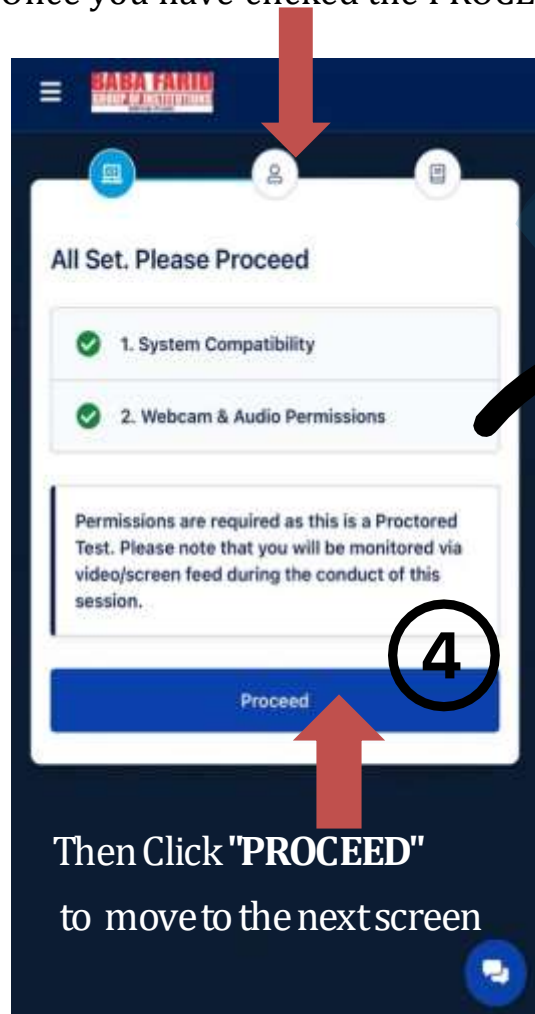 Once you have clicked the PROCE
BABA FARID
GROUP OF INSTITUTIONS
All Set. Please Proceed
1. System Compatibility
2. Webcam & Audio Permissions
Permissions are required as this is a Proctored
Test. Please note that you will be monitored via
video/screen feed during the conduct of this
session.
4
Proceed
Then Click "PROCEED"
to move to the next screen